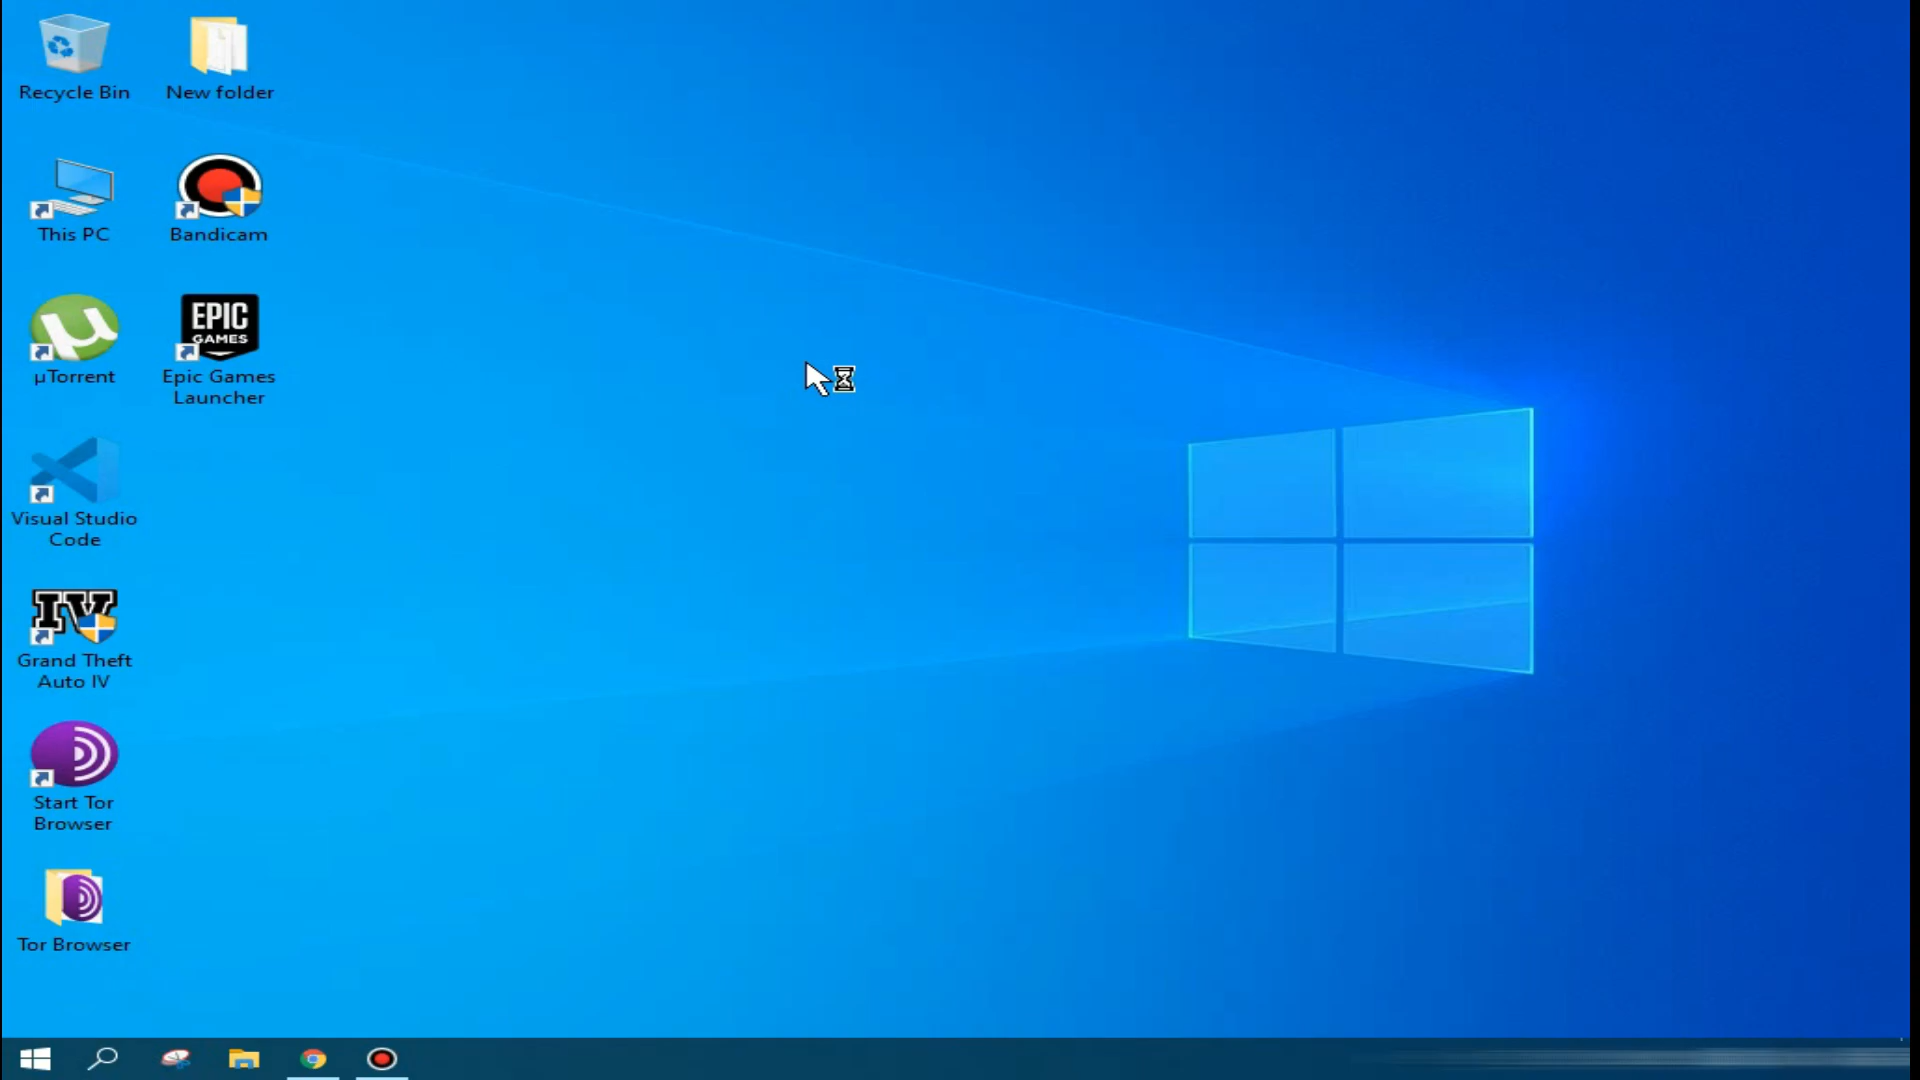 Recycle Bin
New folder
This PC
Bandicam
µTorrent
EPIC
GAMES
Epic Games
Launcher
Visual Studio
Code
IV
Grand Theft
Auto IV
Start Tor
Browser
Tor Browser